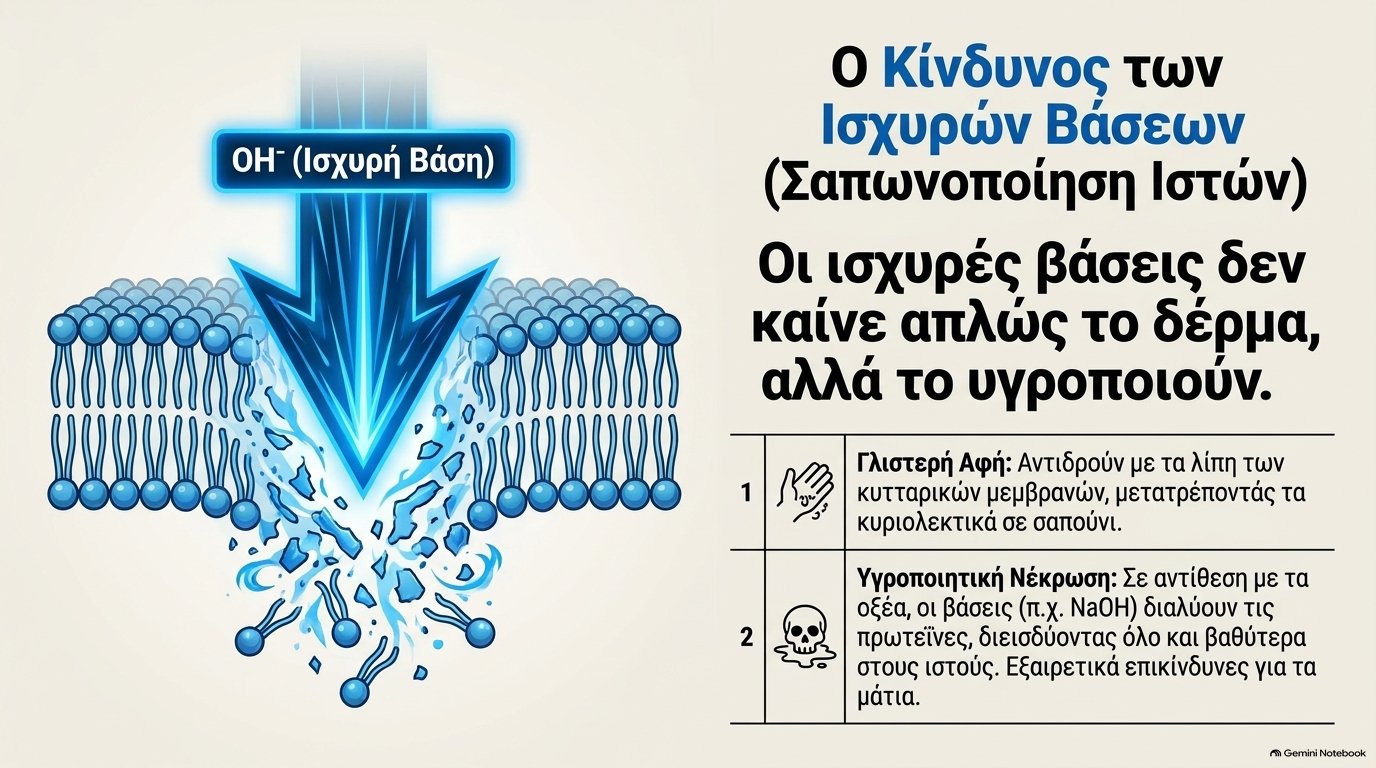 OH⁻ (Ισχυρή Βάση)
Ο Κίνδυνος των
Ισχυρών Βάσεων
(Σαπωνοποίηση Ιστών)
Οι ισχυρές βάσεις δεν
καίνε απλώς το δέρμα,
αλλά το υγροποιούν.
1
Γλιστερή Αφή: Αντιδρούν με τα λίπη των
κυτταρικών μεμβρανών, μετατρέποντάς τα
κυριολεκτικά σε σαπούνι.
2
Υγροποιητική Νέκρωση: Σε αντίθεση με τα
οξέα, οι βάσεις (π.χ. NaOH) διαλύουν τις
πρωτεΐνες, διεισδύοντας όλο και βαθύτερα
στους ιστούς. Εξαιρετικά επικίνδυνες για τα
μάτια.
Gemini Notebook